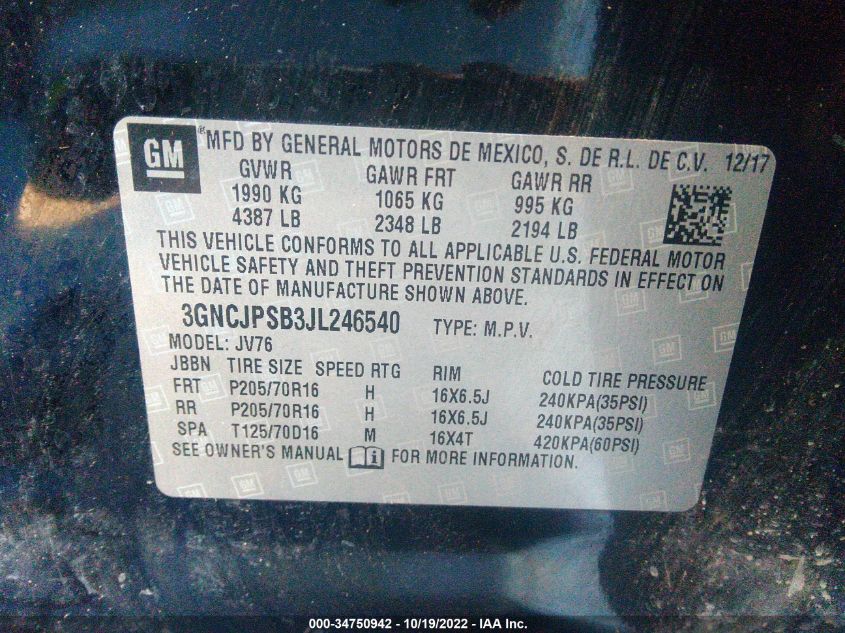 GM
® MFD BY GENERAL MOTORS DE MEXICO, S. DE R.L. DE C.V. 12/17
GVWR GAWR FRT GAWR RR
1990 KG 1065 KG 995 KG
4387 LB 2348 LB 2194 LB
THIS VEHICLE CONFORMS TO ALL APPLICABLE U.S. FEDERAL MOTOR
VEHICLE SAFETY AND THEFT PREVENTION STANDARDS IN EFFECT ON
THE DATE OF MANUFACTURE SHOWN ABOVE.
3GNCJPSB3JL246540 TYPE: M.P.V.
MODEL: JV76
JBBN TIRE SIZE SPEED RTG RIM COLD TIRE PRESSURE
FRT P205/70R16 H 16X6.5J 240KPA(35PSI)
RR P205/70R16 H 16X6.5J 240KPA(35PSI)
SPA T125/70D16 M 16X4T 420KPA(60PSI)
SEE OWNER'S MANUAL FOR MORE INFORMATION.
000-34750942 - 10/19/2022 - IAA Inc.